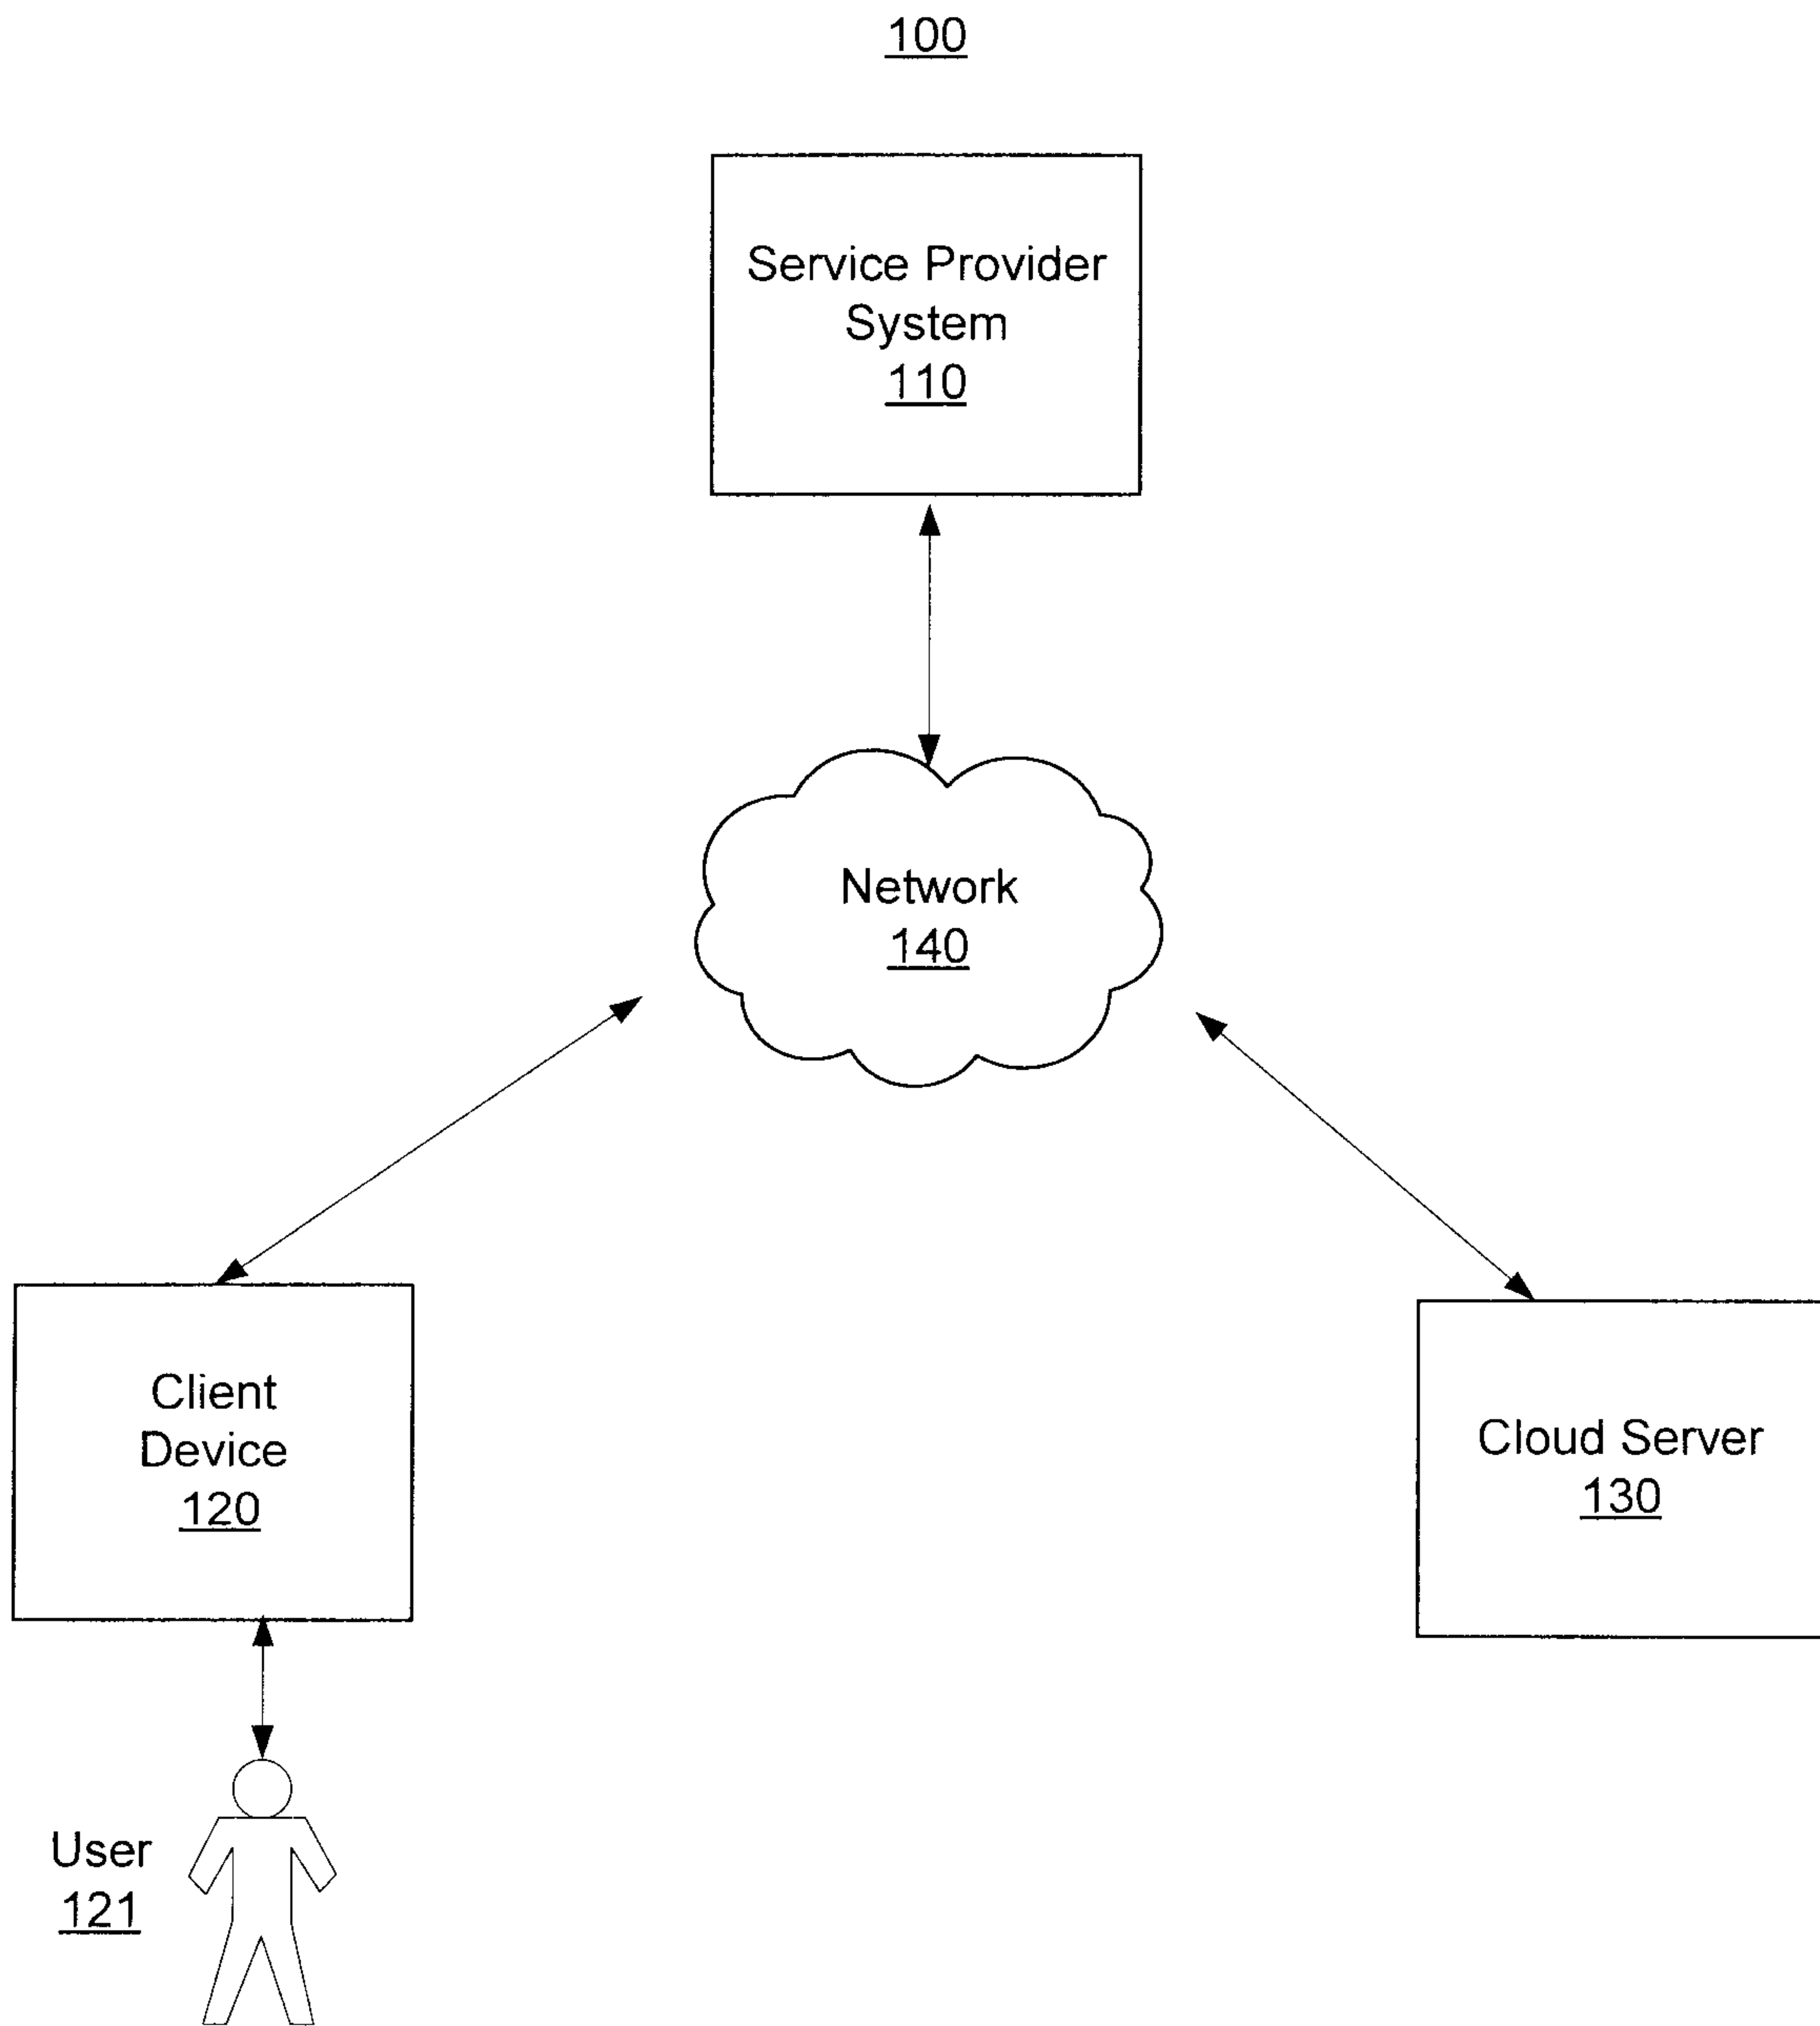 100
Service Provider
System
110
Network
140
Client
Device
120
Cloud Server
130
User
121